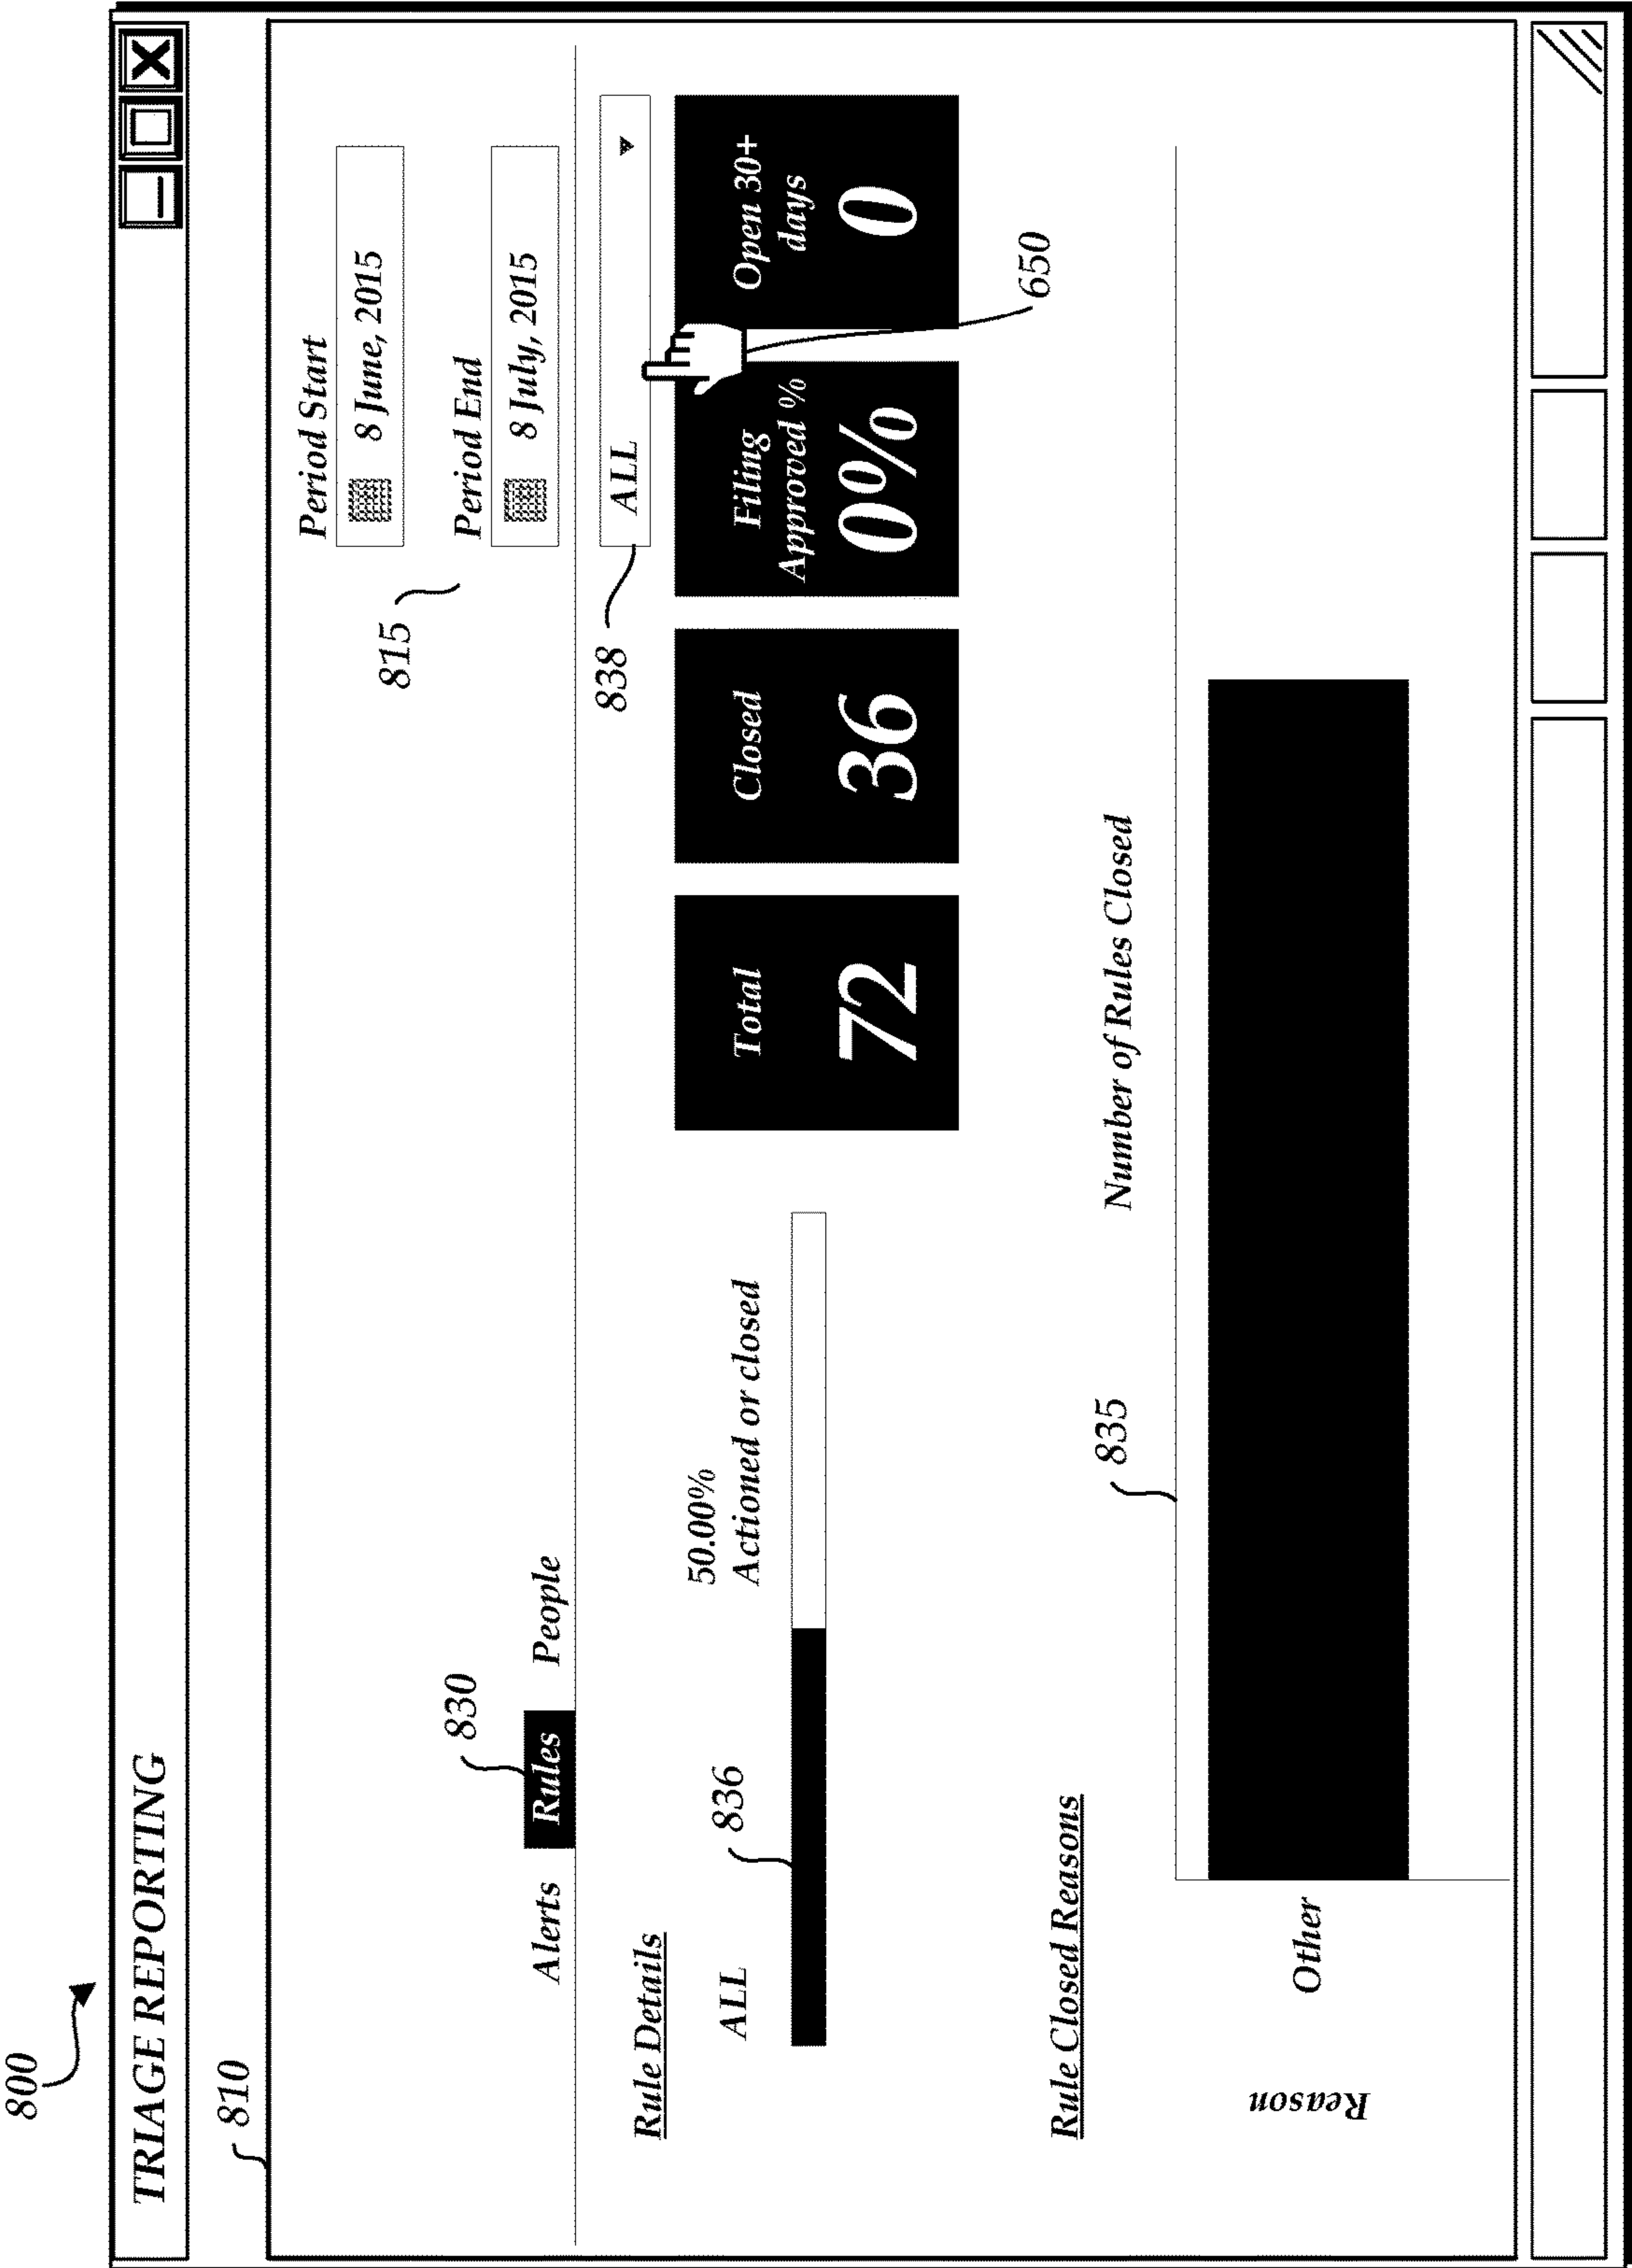 800
TRIAGE REPORTING
810
Period Start
8 June, 2015
815
Period End
8 July, 2015
830
Alerts Rules People
838
ALL
Rule Details
ALL
836
50.00%
Actioned or closed
Total
72
Closed
36
Filing
Approved %
0%
Open 30+
days
0
650
Rule Closed Reasons
835
Number of Rules Closed
Reason
Other